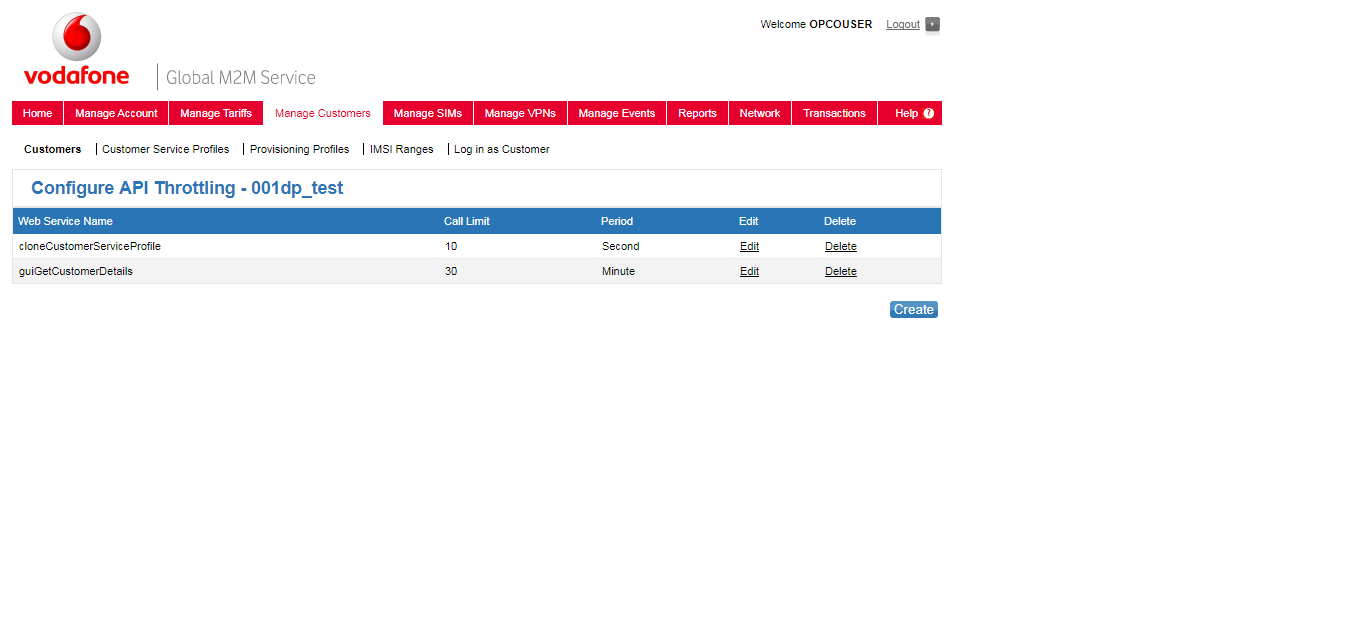 Welcome OPCOUSER Logout
vodafone Global M2M Service
Home Manage Account Manage Tariffs Manage Customers Manage SIMs Manage VPNs Manage Events Reports Network Transactions Help ?
Customers Customer Service Profiles Provisioning Profiles IMSI Ranges Log in as Customer
Configure API Throttling - 001dp_test
Web Service Name Call Limit Period Edit Delete
cloneCustomerServiceProfile 10 Second Edit Delete
guiGetCustomerDetails 30 Minute Edit Delete
Create